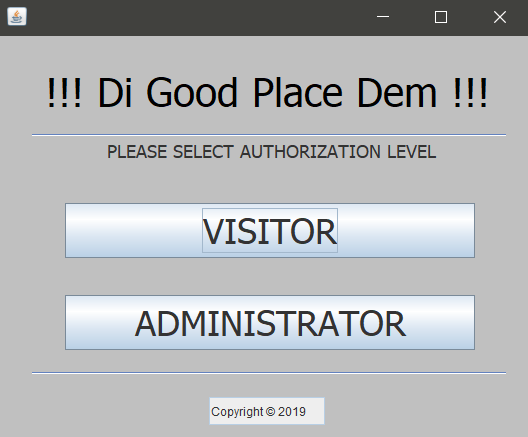 !!! Di Good Place Dem !!!
PLEASE SELECT AUTHORIZATION LEVEL
VISITOR
ADMINISTRATOR
Copyright © 2019